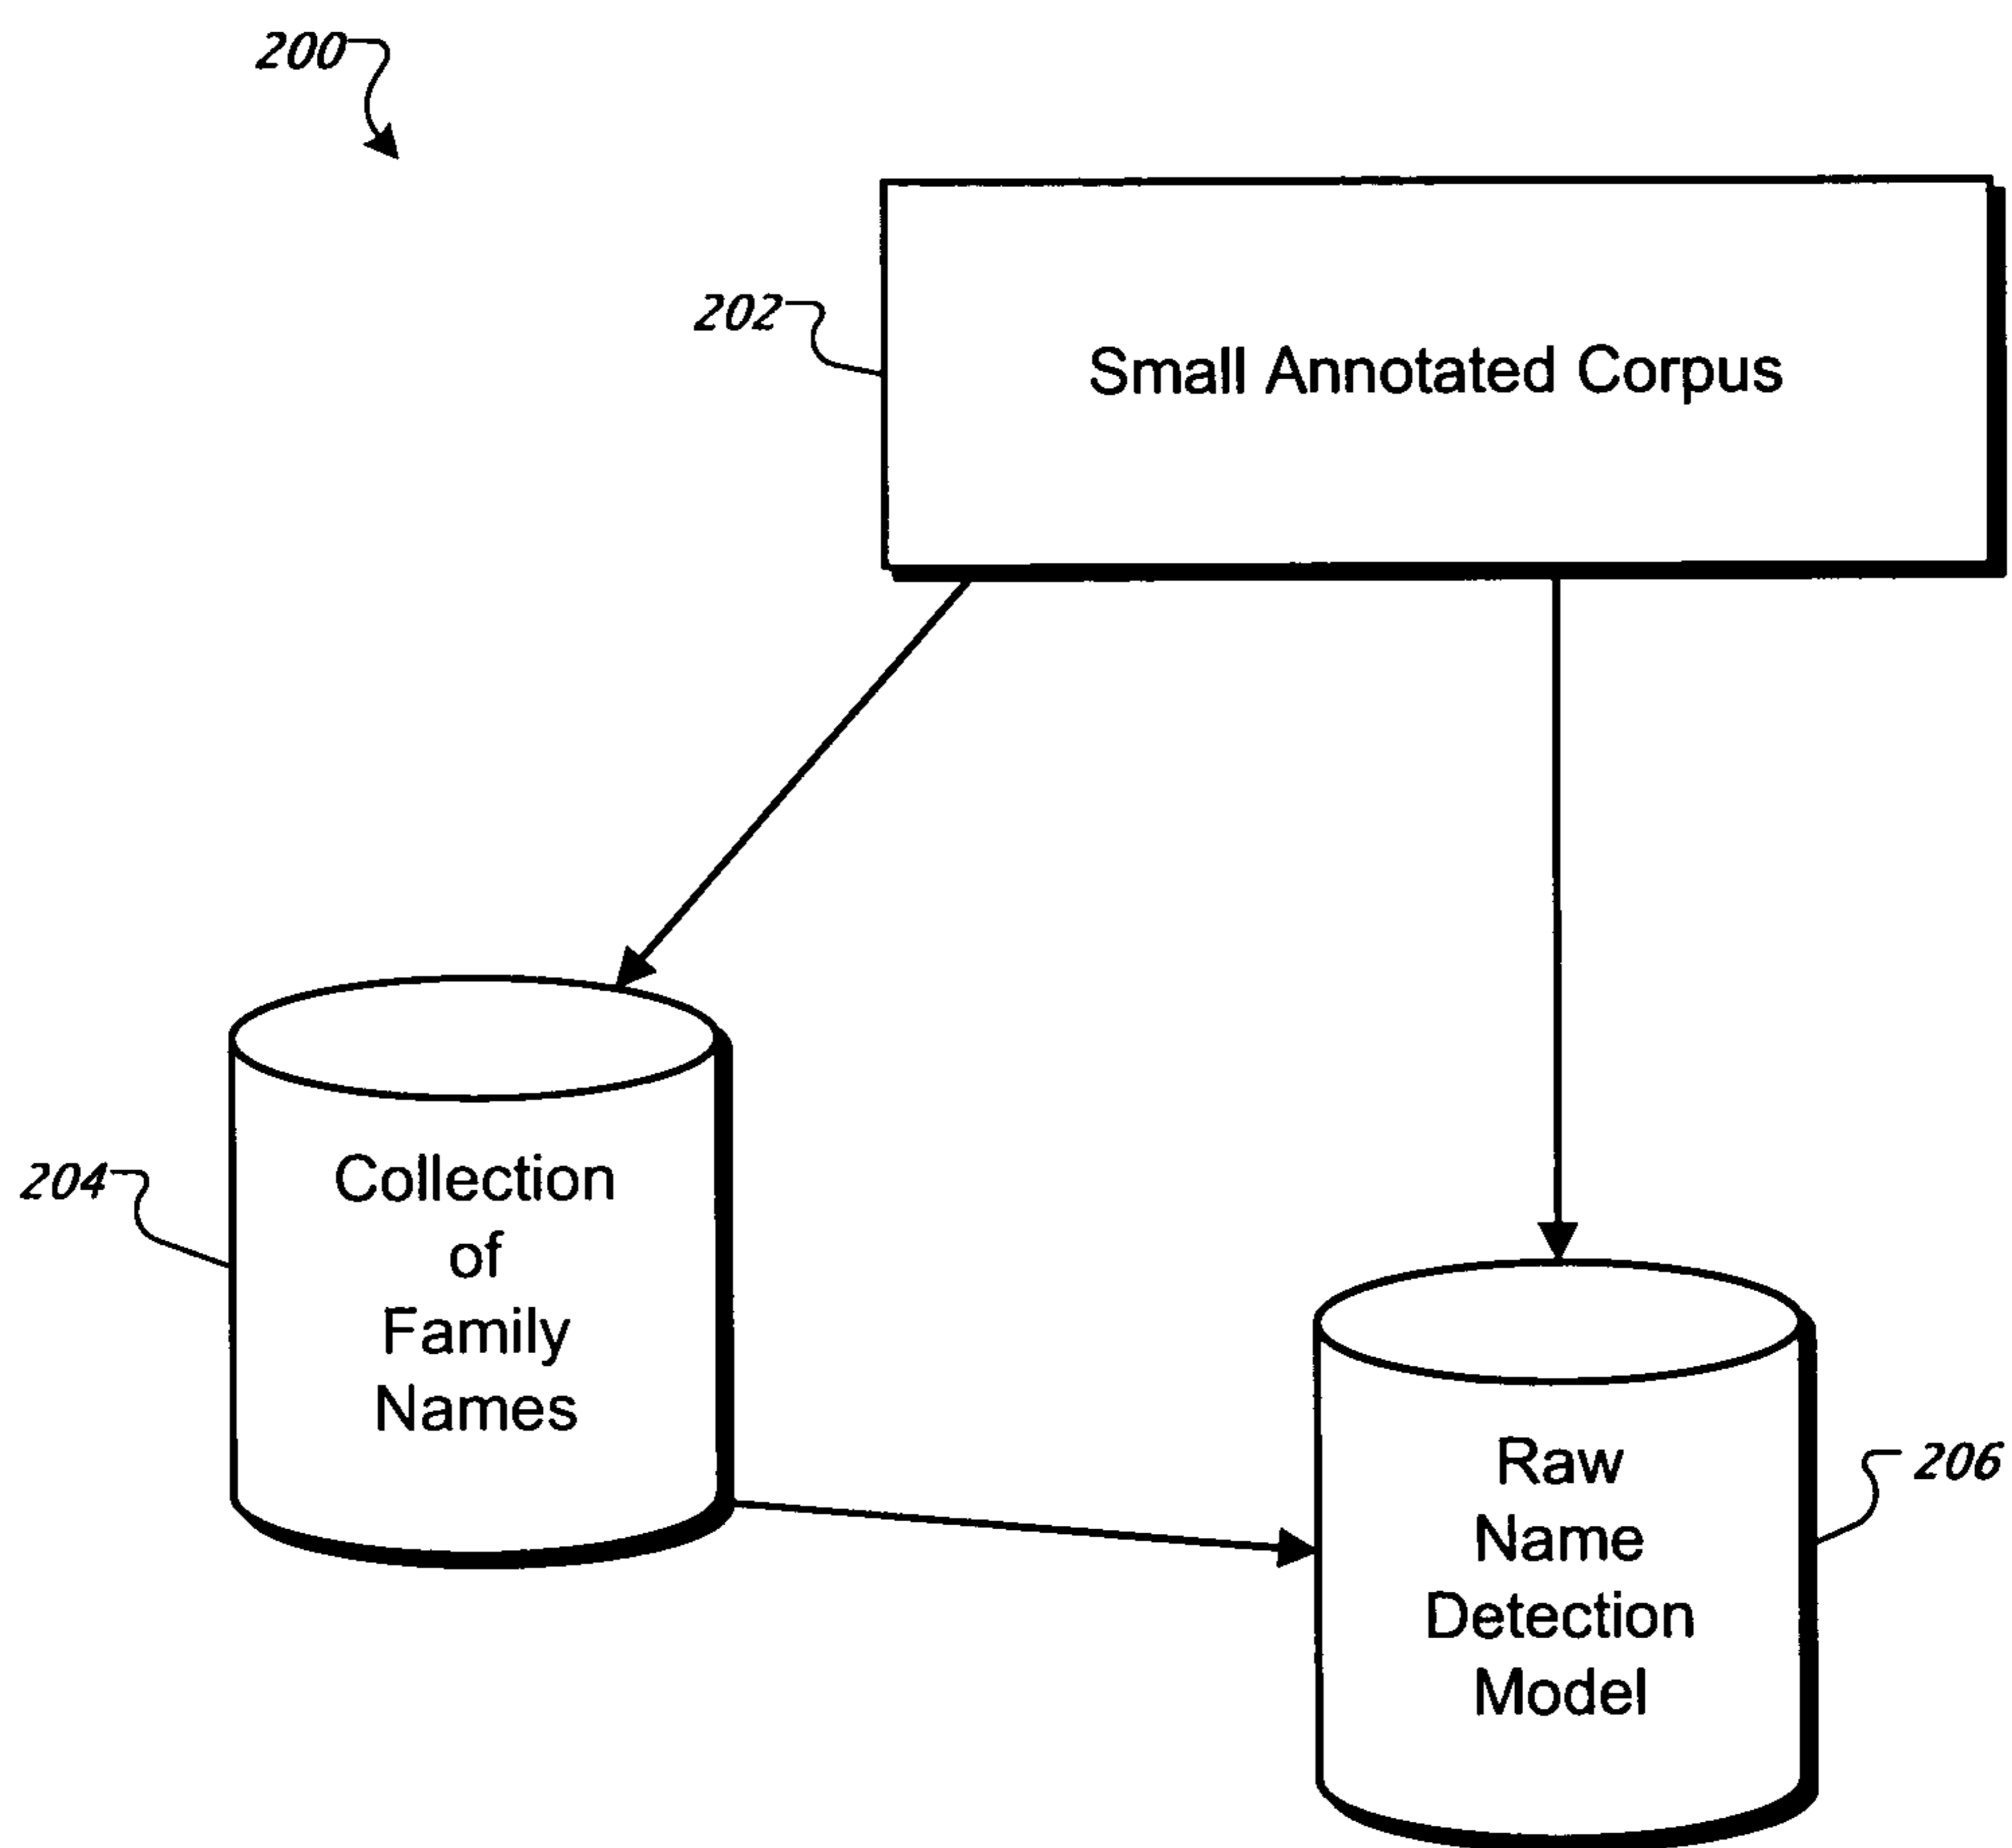 200
202
Small Annotated Corpus
204
Collection
of
Family
Names
Raw
Name
Detection
Model
206